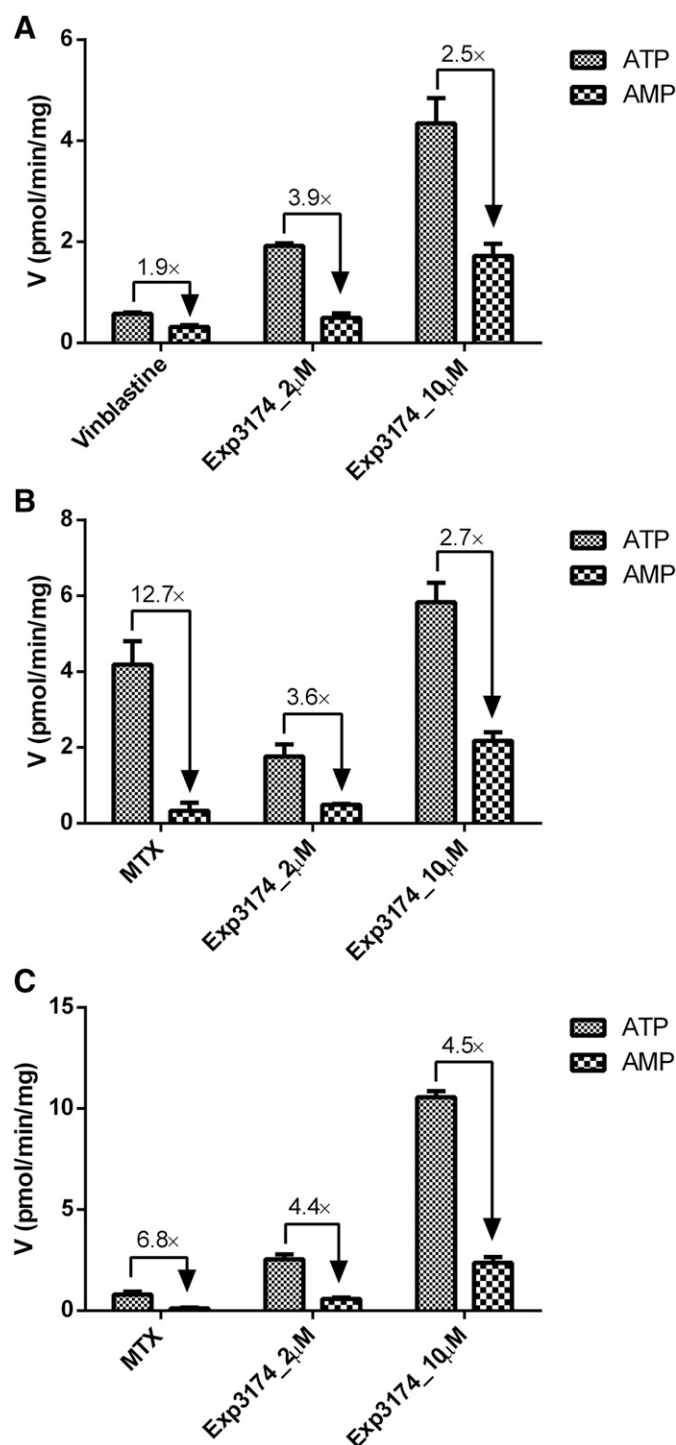 A
V (pmol/min/mg)
6
4
2
0
1.9×
3.9×
2.5×
ATP
AMP
Vinblastine
Exp3174_2μM
Exp3174_10μM
B
V (pmol/min/mg)
8
6
4
2
0
12.7×
3.6×
2.7×
ATP
AMP
MTX
Exp3174_2μM
Exp3174_10μM
C
V (pmol/min/mg)
15
10
5
0
6.8×
4.4×
4.5×
ATP
AMP
MTX
Exp3174_2μM
Exp3174_10μM